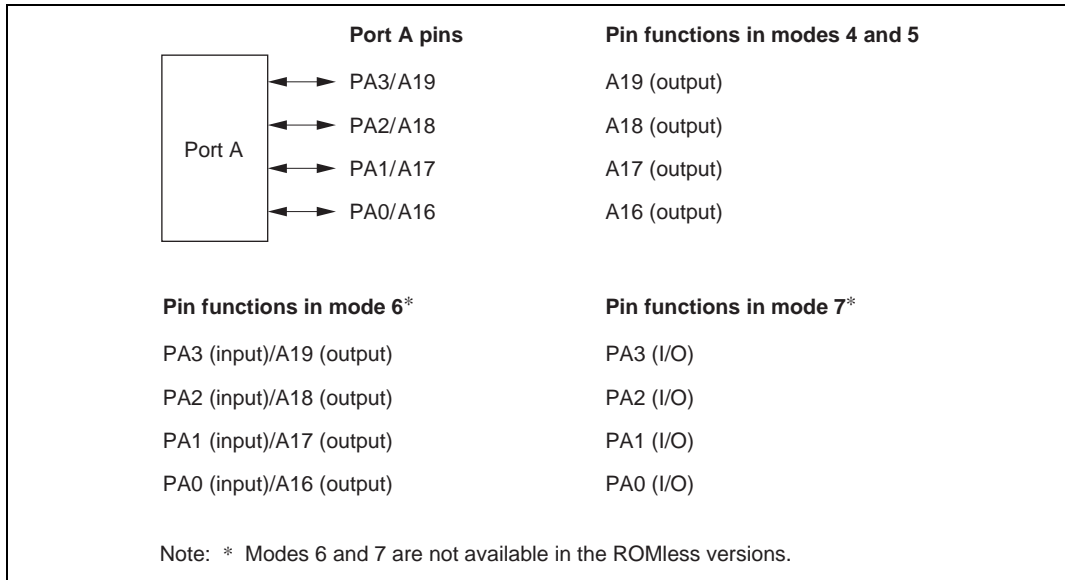 Port A pins Pin functions in modes 4 and 5
PA3/A19 A19 (output)
PA2/A18 A18 (output)
Port A
PA1/A17 A17 (output)
PA0/A16 A16 (output)
Pin functions in mode 6* Pin functions in mode 7*
PA3 (input)/A19 (output) PA3 (I/O)
PA2 (input)/A18 (output) PA2 (I/O)
PA1 (input)/A17 (output) PA1 (I/O)
PA0 (input)/A16 (output) PA0 (I/O)
Note: * Modes 6 and 7 are not available in the ROMless versions.